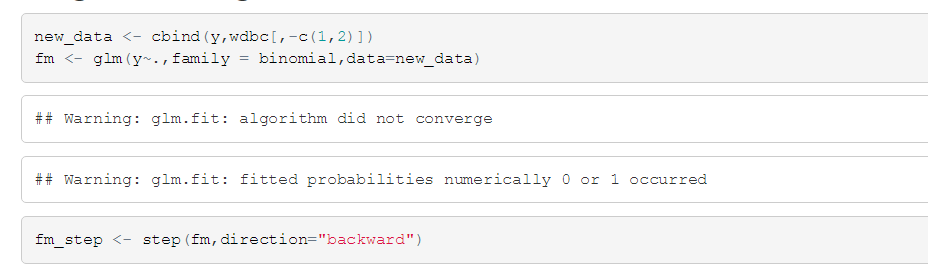 new_data <- cbind(y,wdbc[,-c(1,2)])
fm <- glm(y~.,family = binomial,data=new_data)
## Warning: glm.fit: algorithm did not converge
## Warning: glm.fit: fitted probabilities numerically 0 or 1 occurred
fm_step <- step(fm,direction="backward")